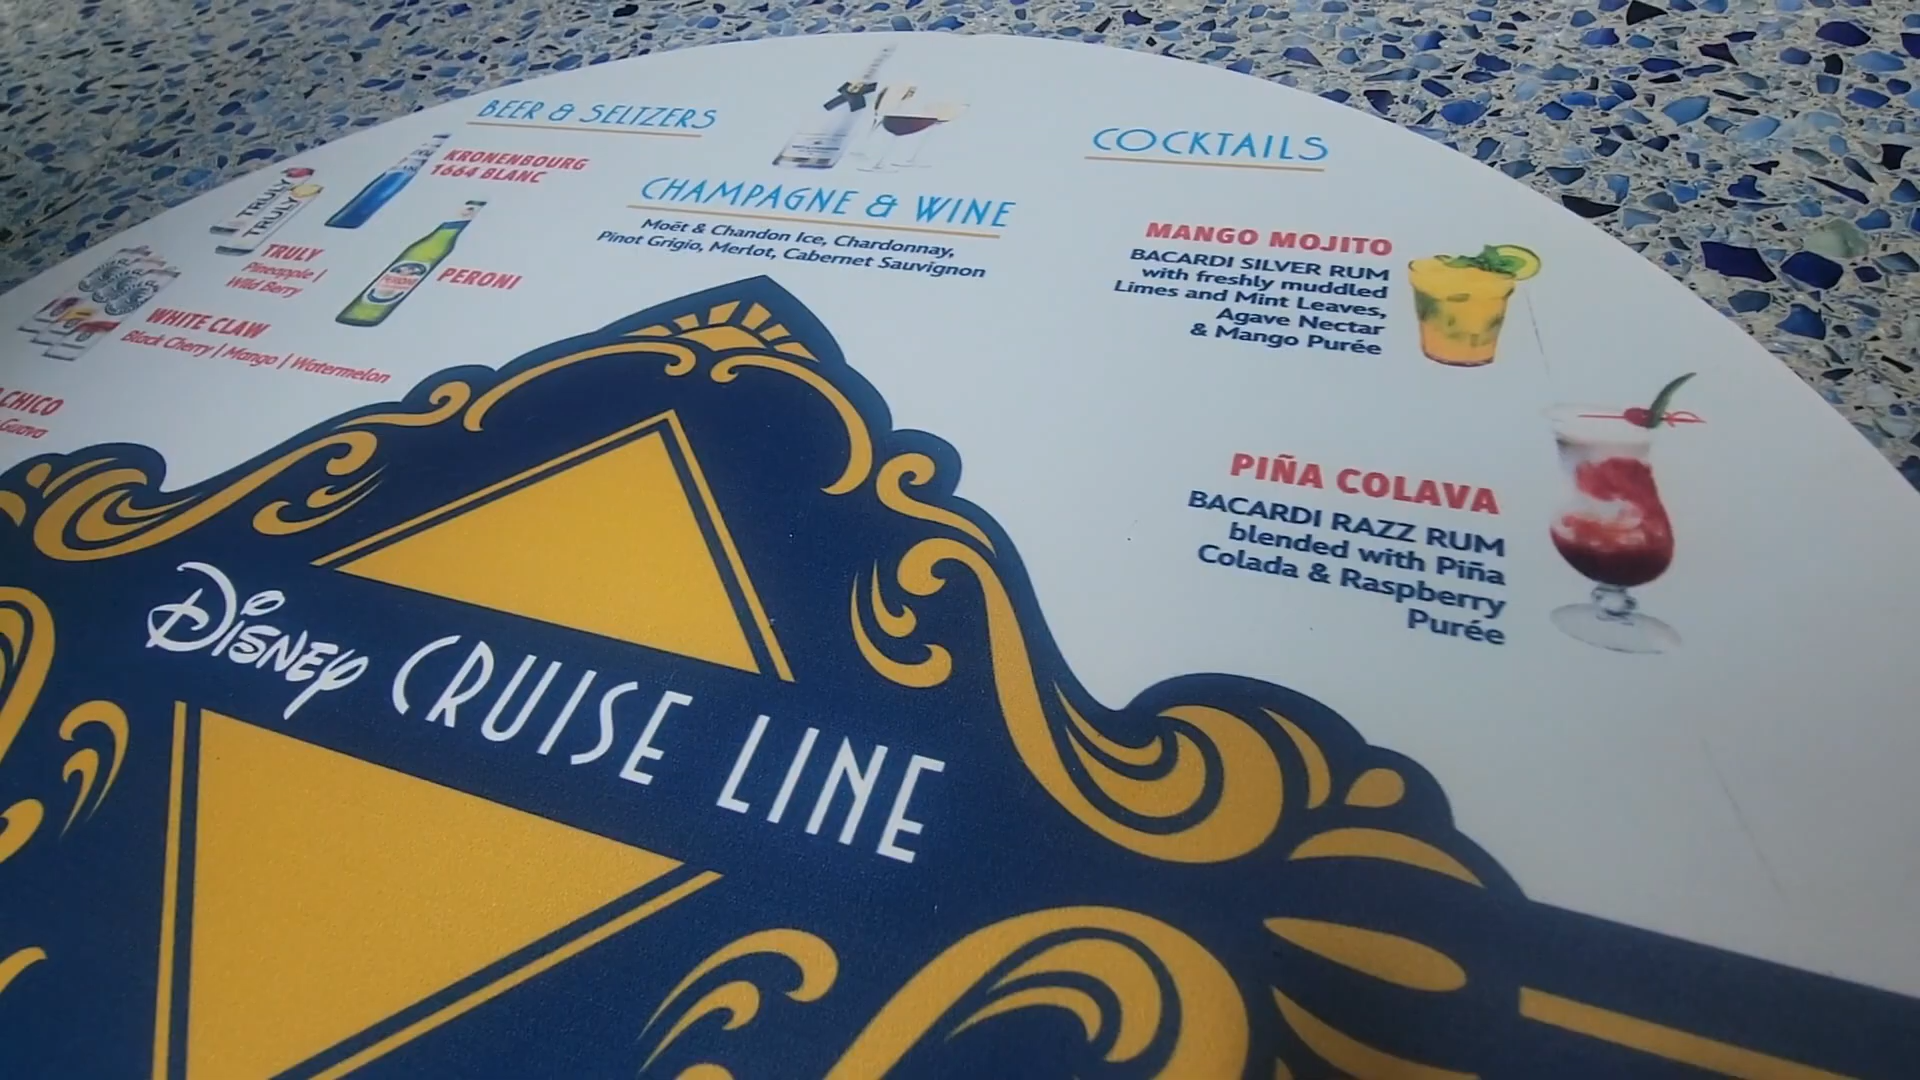 BEER & SELTZERS
KRONENBOURG
1664 BLANC
TRULY
TRULY
TRULY
Pineapple |
Wild Berry
PERONI
PERONI
WHITE CLAW
Black Cherry | Mango | Watermelon
CHICO
Guava
CHAMPAGNE & WINE
Moët & Chandon Ice, Chardonnay,
Pinot Grigio, Merlot, Cabernet Sauvignon
COCKTAILS
MANGO MOJITO
BACARDI SILVER RUM
with freshly muddled
Limes and Mint Leaves,
Agave Nectar
& Mango Purée
PIÑA COLAVA
BACARDI RAZZ RUM
blended with Piña
Colada & Raspberry
Purée
DISNEY CRUISE LINE